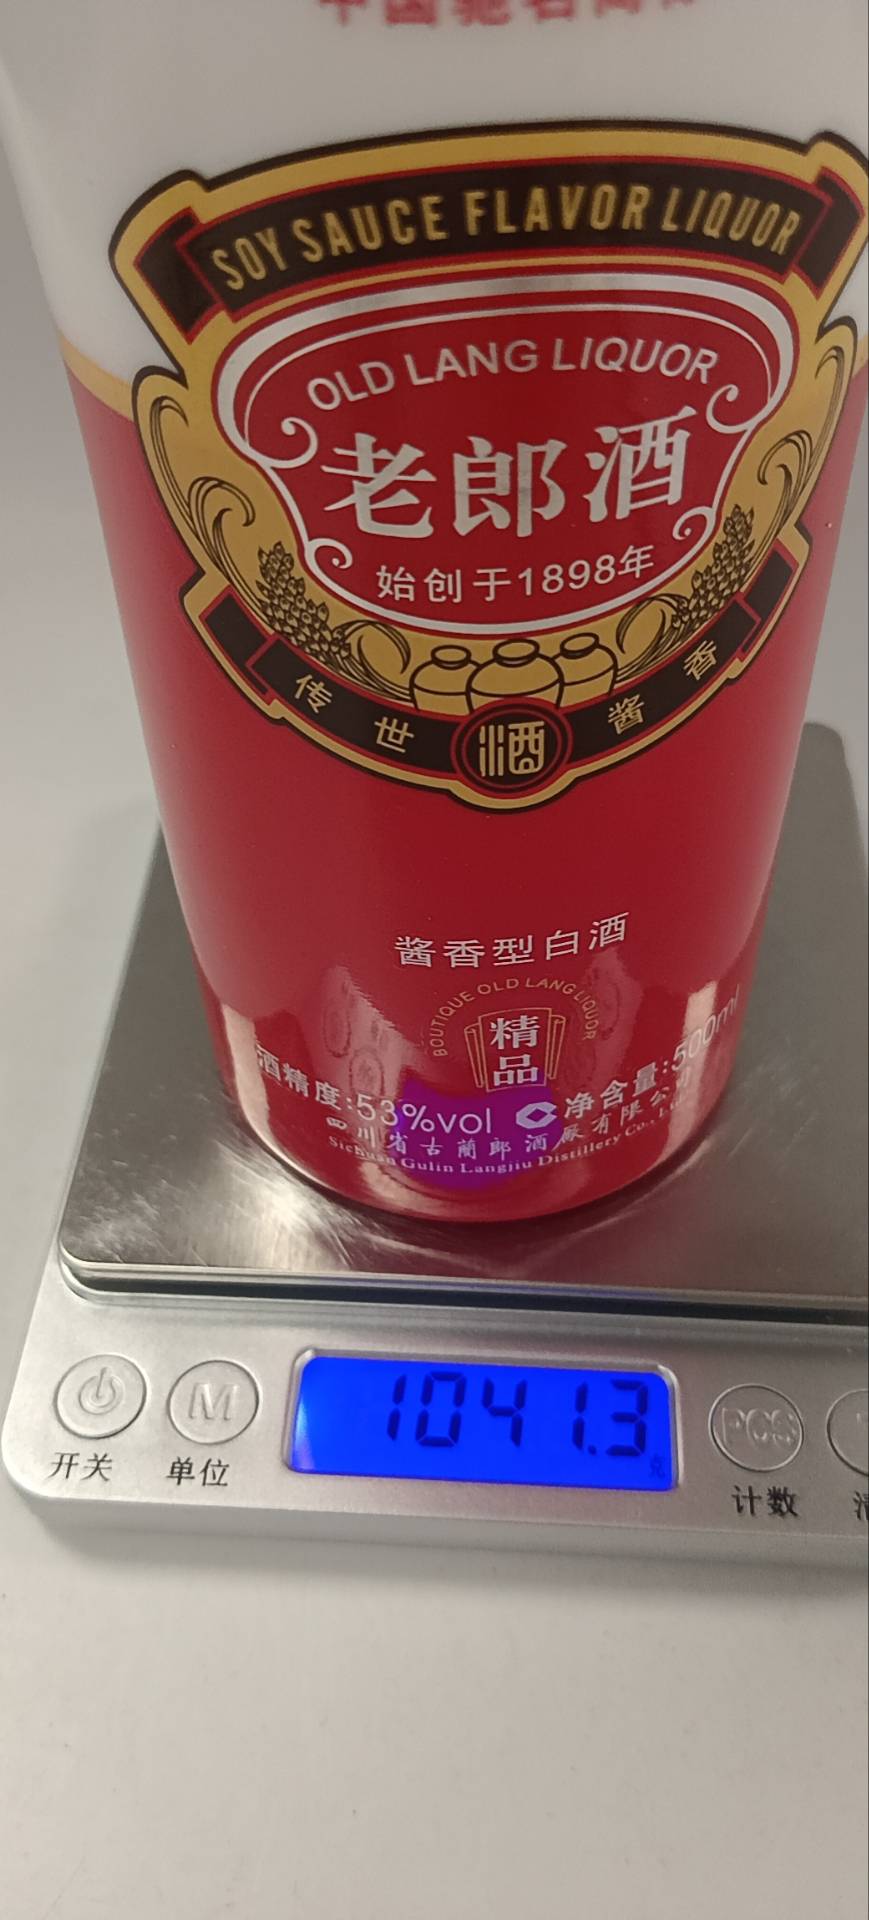 SOY SAUCE FLAVOR LIQUOR
OLD LANG LIQUOR
老郎酒
始创于1898年
传世 酒 酱香
酱香型白酒
BOUTIQUE OLD LANG LIQUOR
精品
酒精度:53%vol 净含量:500ml
四川省古蔺郎酒厰有限公司
Sichuan Gulin Langjiu Distillery Co., Ltd.
1041.3
克
M PCS
开关 单位 计数